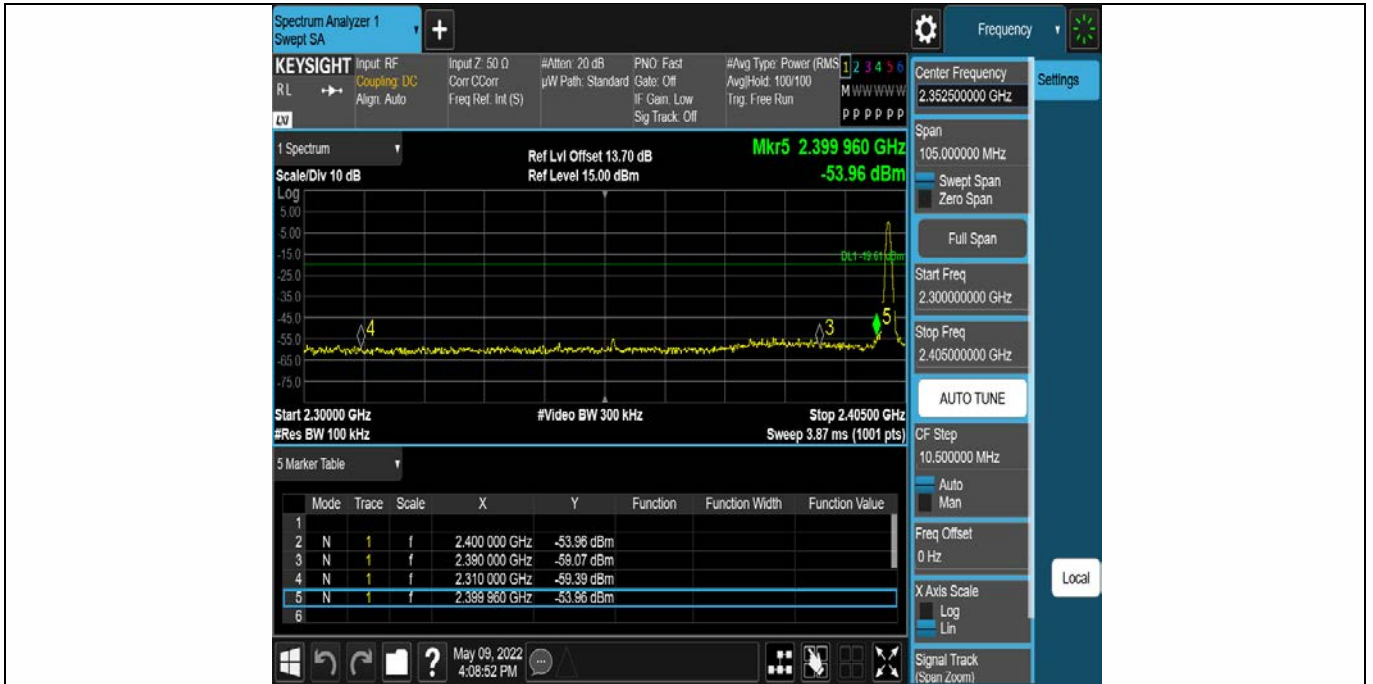 Spectrum Analyzer 1
Swept SA
+
Frequency
KEYSIGHT
RL
LXI
Input: RF
Coupling: DC
Align: Auto
Input Z: 50 Ω
Corr CCorr
Freq Ref: Int (S)
#Atten: 20 dB
µW Path: Standard
PNO: Fast
Gate: Off
IF Gain: Low
Sig Track: Off
#Avg Type: Power (RMS
Avg|Hold: 100/100
Trig: Free Run
1 2 3 4 5 6
M W W W W W
P P P P P P
Center Frequency
2.352500000 GHz
Settings
Span
105.000000 MHz
Swept Span
Zero Span
Full Span
Start Freq
2.300000000 GHz
Stop Freq
2.405000000 GHz
AUTO TUNE
CF Step
10.500000 MHz
Auto
Man
Freq Offset
0 Hz
X Axis Scale
Log
Lin
Signal Track
(Span Zoom)
Local
1 Spectrum
Scale/Div 10 dB
Ref Lvl Offset 13.70 dB
Ref Level 15.00 dBm
Mkr5 2.399 960 GHz
-53.96 dBm
Log
5.00
-5.00
-15.0
-25.0
-35.0
-45.0
-55.0
-65.0
-75.0
DL1 -19.61 dBm
4
3
5
Start 2.30000 GHz
#Res BW 100 kHz
#Video BW 300 kHz
Stop 2.40500 GHz
Sweep 3.87 ms (1001 pts)
5 Marker Table
Mode Trace Scale X Y Function Function Width Function Value
1
2 N 1 f 2.400 000 GHz -53.96 dBm
3 N 1 f 2.390 000 GHz -59.07 dBm
4 N 1 f 2.310 000 GHz -59.39 dBm
5 N 1 f 2.399 960 GHz -53.96 dBm
6
?
May 09, 2022
4:08:52 PM